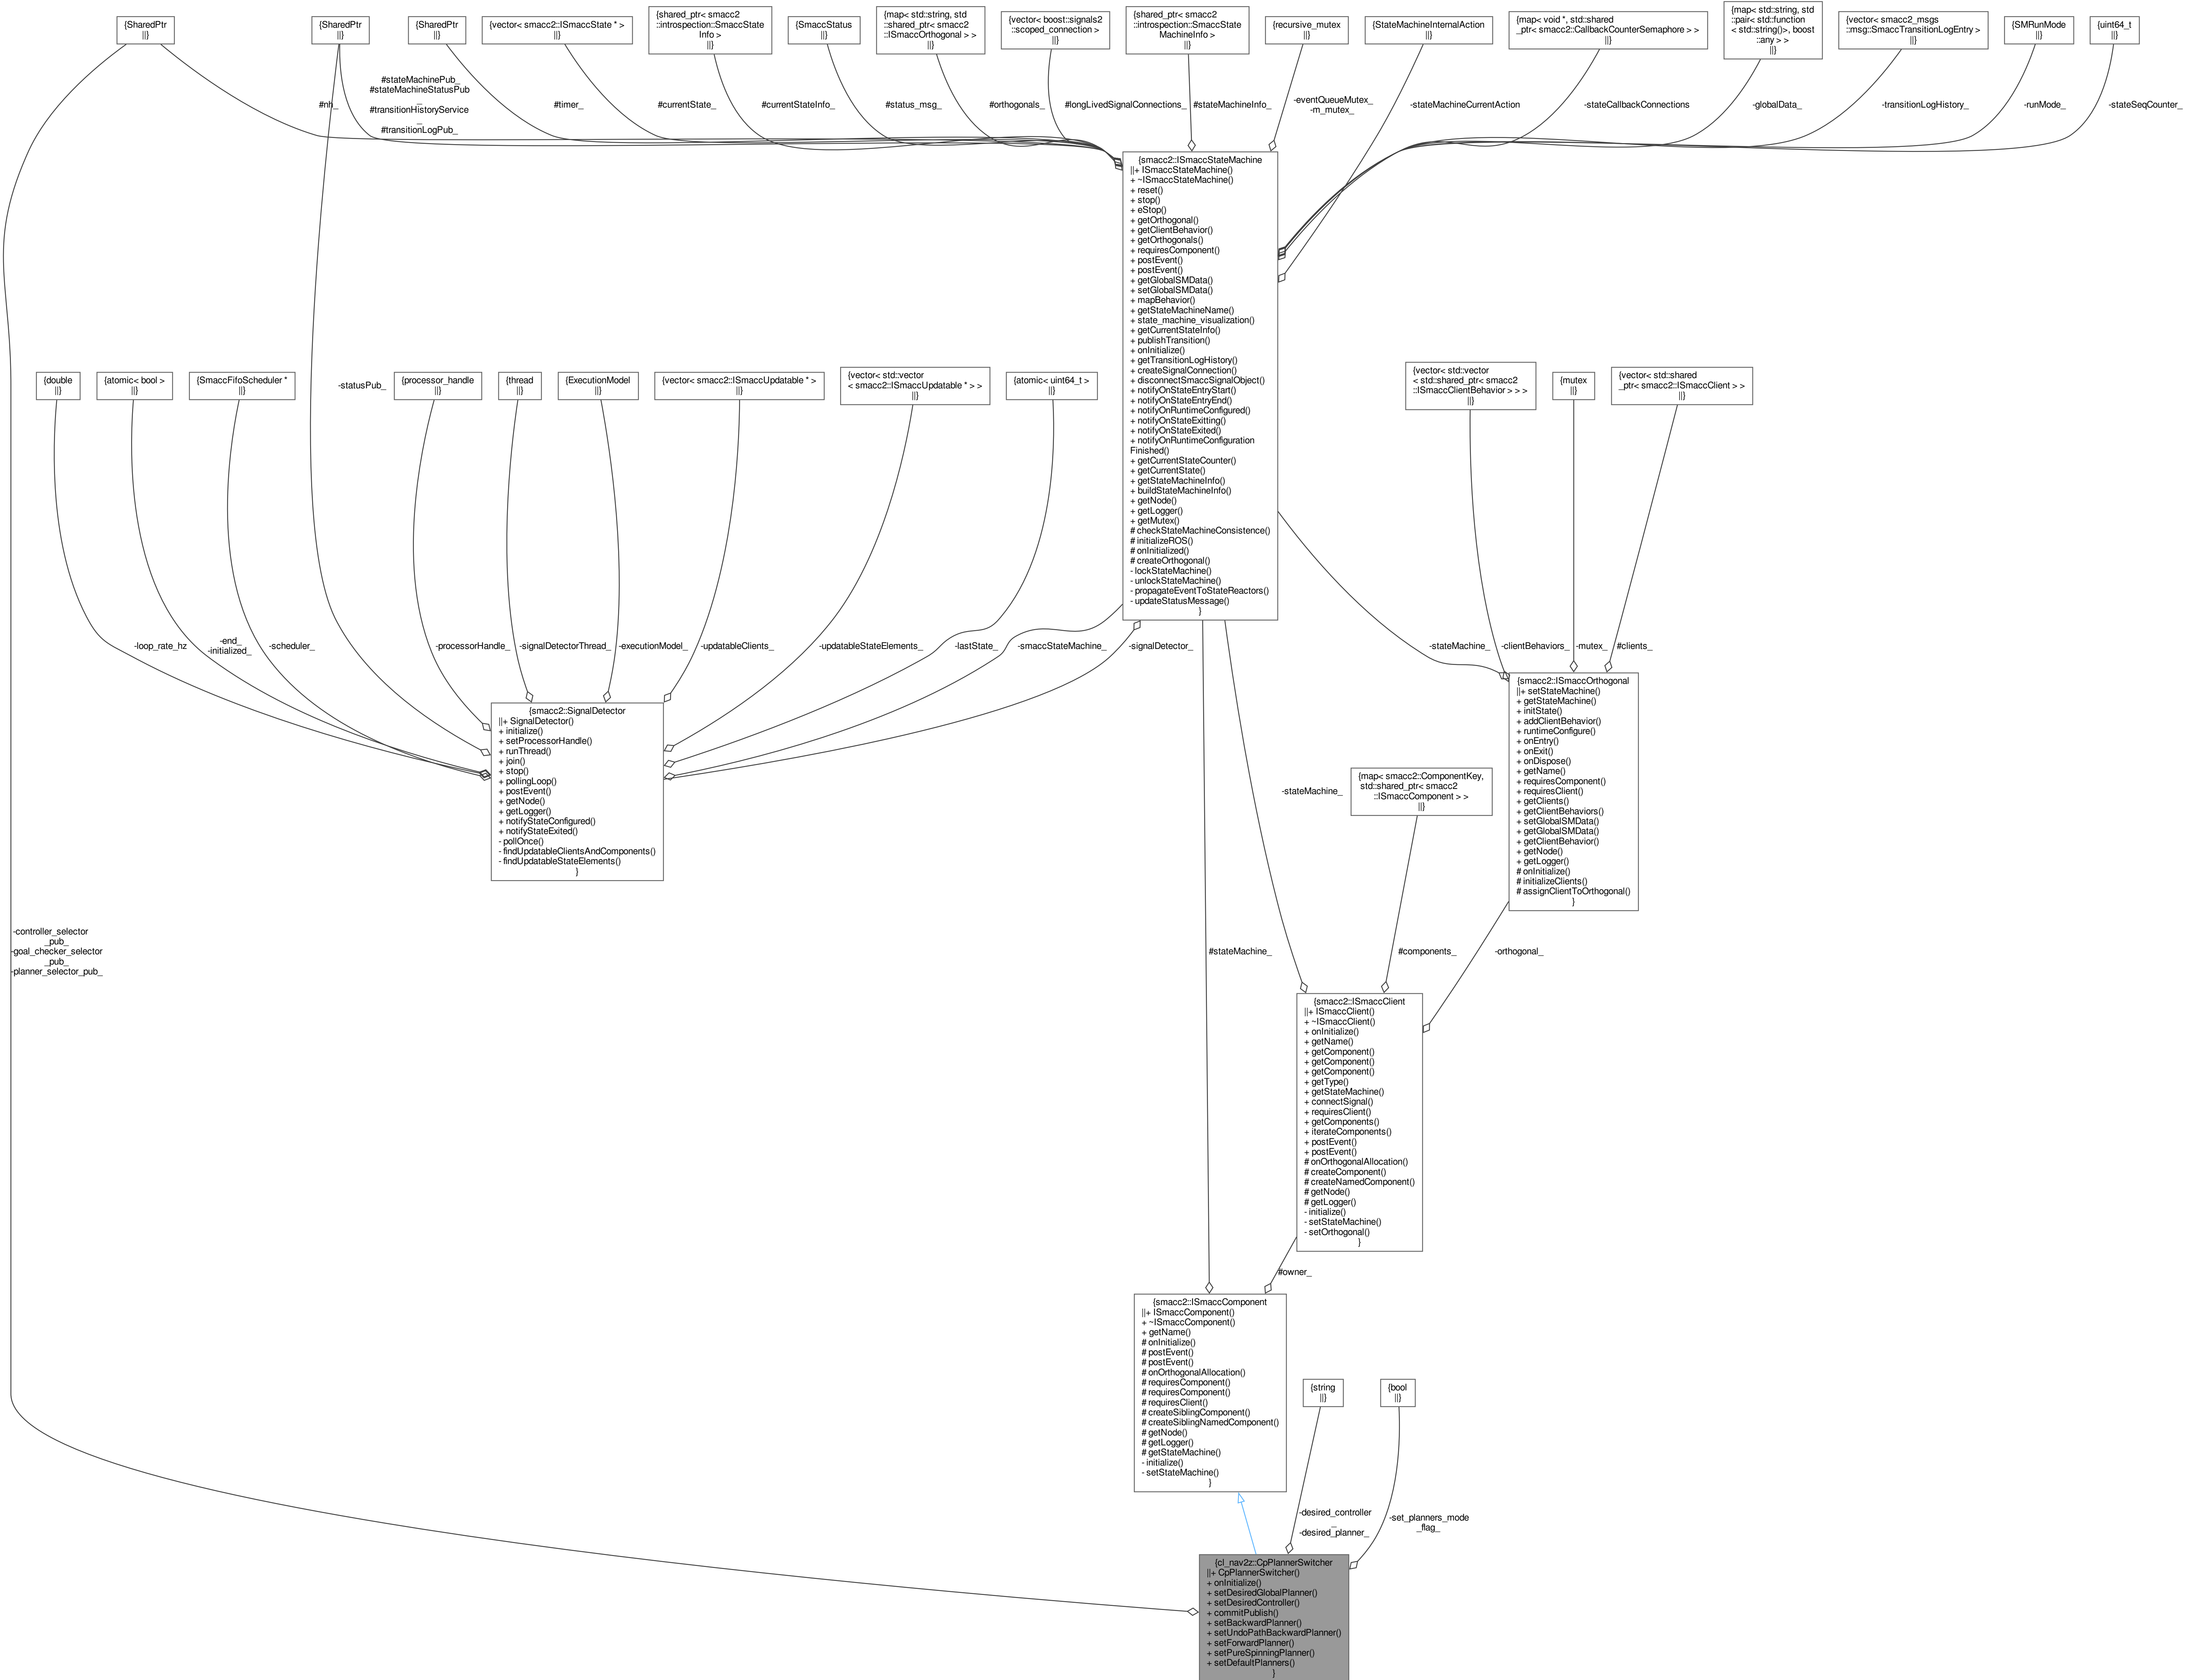 {SharedPtr
||}
{SharedPtr
||}
{SharedPtr
||}
{vector< smacc2::ISmaccState * >
||}
{shared_ptr< smacc2
::introspection::SmaccState
Info >
||}
{SmaccStatus
||}
{map< std::string, std
::shared_ptr< smacc2
::ISmaccOrthogonal > >
||}
{vector< boost::signals2
::scoped_connection >
||}
{shared_ptr< smacc2
::introspection::SmaccState
MachineInfo >
||}
{recursive_mutex
||}
{StateMachineInternalAction
||}
{map< void *, std::shared
_ptr< smacc2::CallbackCounterSemaphore > >
||}
{map< std::string, std
::pair< std::function
< std::string()>, boost
::any > >
||}
{vector< smacc2_msgs
::msg::SmaccTransitionLogEntry >
||}
{SMRunMode
||}
{uint64_t
||}
#nh_
#stateMachinePub_
#stateMachineStatusPub
_
#transitionHistoryService
_
#transitionLogPub_
#timer_
#currentState_
#currentStateInfo_
#status_msg_
#orthogonals_
#longLivedSignalConnections_
#stateMachineInfo_
-eventQueueMutex_
-m_mutex_
-stateMachineCurrentAction
-stateCallbackConnections
-globalData_
-transitionLogHistory_
-runMode_
-stateSeqCounter_
{smacc2::ISmaccStateMachine
||+ ISmaccStateMachine()
+ ~ISmaccStateMachine()
+ reset()
+ stop()
+ eStop()
+ getOrthogonal()
+ getClientBehavior()
+ getOrthogonals()
+ requiresComponent()
+ postEvent()
+ postEvent()
+ getGlobalSMData()
+ setGlobalSMData()
+ mapBehavior()
+ getStateMachineName()
+ state_machine_visualization()
+ getCurrentStateInfo()
+ publishTransition()
+ onInitialize()
+ getTransitionLogHistory()
+ createSignalConnection()
+ disconnectSmaccSignalObject()
+ notifyOnStateEntryStart()
+ notifyOnStateEntryEnd()
+ notifyOnRuntimeConfigured()
+ notifyOnStateExitting()
+ notifyOnStateExited()
+ notifyOnRuntimeConfiguration
Finished()
+ getCurrentStateCounter()
+ getCurrentState()
+ getStateMachineInfo()
+ buildStateMachineInfo()
+ getNode()
+ getLogger()
+ getMutex()
# checkStateMachineConsistence()
# initializeROS()
# onInitialized()
# createOrthogonal()
- lockStateMachine()
- unlockStateMachine()
- propagateEventToStateReactors()
- updateStatusMessage()
}
{double
||}
{atomic< bool >
||}
{SmaccFifoScheduler *
||}
-statusPub_
{processor_handle
||}
{thread
||}
{ExecutionModel
||}
{vector< smacc2::ISmaccUpdatable * >
||}
{vector< std::vector
< smacc2::ISmaccUpdatable * > >
||}
{atomic< uint64_t >
||}
{vector< std::vector
< std::shared_ptr< smacc2
::ISmaccClientBehavior > > >
||}
{mutex
||}
{vector< std::shared
_ptr< smacc2::ISmaccClient > >
||}
-loop_rate_hz
-end_
-initialized_
-scheduler_
-processorHandle_
-signalDetectorThread_
-executionModel_
-updatableClients_
-updatableStateElements_
-lastState_
-smaccStateMachine_
-signalDetector_
-stateMachine_
-clientBehaviors_
-mutex_
#clients_
{smacc2::SignalDetector
||+ SignalDetector()
+ initialize()
+ setProcessorHandle()
+ runThread()
+ join()
+ stop()
+ pollingLoop()
+ postEvent()
+ getNode()
+ getLogger()
+ notifyStateConfigured()
+ notifyStateExited()
- pollOnce()
- findUpdatableClientsAndComponents()
- findUpdatableStateElements()
}
{smacc2::ISmaccOrthogonal
||+ setStateMachine()
+ getStateMachine()
+ initState()
+ addClientBehavior()
+ runtimeConfigure()
+ onEntry()
+ onExit()
+ onDispose()
+ getName()
+ requiresComponent()
+ requiresClient()
+ getClients()
+ getClientBehaviors()
+ setGlobalSMData()
+ getGlobalSMData()
+ getClientBehavior()
+ getNode()
+ getLogger()
# onInitialize()
# initializeClients()
# assignClientToOrthogonal()
}
-stateMachine_
{map< smacc2::ComponentKey,
std::shared_ptr< smacc2
::ISmaccComponent > >
||}
-controller_selector
_pub_
-goal_checker_selector
_pub_
-planner_selector_pub_
#stateMachine_
#components_
-orthogonal_
{smacc2::ISmaccClient
||+ ISmaccClient()
+ ~ISmaccClient()
+ onInitialize()
+ getName()
+ getComponent()
+ getComponent()
+ getComponent()
+ getType()
+ getStateMachine()
+ connectSignal()
+ requiresClient()
+ getComponents()
+ iterateComponents()
+ postEvent()
+ postEvent()
# onOrthogonalAllocation()
# createComponent()
# createNamedComponent()
# getNode()
# getLogger()
- initialize()
- setStateMachine()
- setOrthogonal()
}
#owner_
{smacc2::ISmaccComponent
||+ ISmaccComponent()
+ ~ISmaccComponent()
+ getName()
# onInitialize()
# postEvent()
# postEvent()
# onOrthogonalAllocation()
# requiresComponent()
# requiresComponent()
# requiresClient()
# createSiblingComponent()
# createSiblingNamedComponent()
# getNode()
# getLogger()
# getStateMachine()
- initialize()
- setStateMachine()
}
{string
||}
{bool
||}
-desired_controller
_
-desired_planner_
-set_planners_mode
_flag_
{cl_nav2z::CpPlannerSwitcher
||+ CpPlannerSwitcher()
+ onInitialize()
+ setDesiredGlobalPlanner()
+ setDesiredController()
+ commitPublish()
+ setBackwardPlanner()
+ setUndoPathBackwardPlanner()
+ setForwardPlanner()
+ setPureSpinningPlanner()
+ setDefaultPlanners()
}